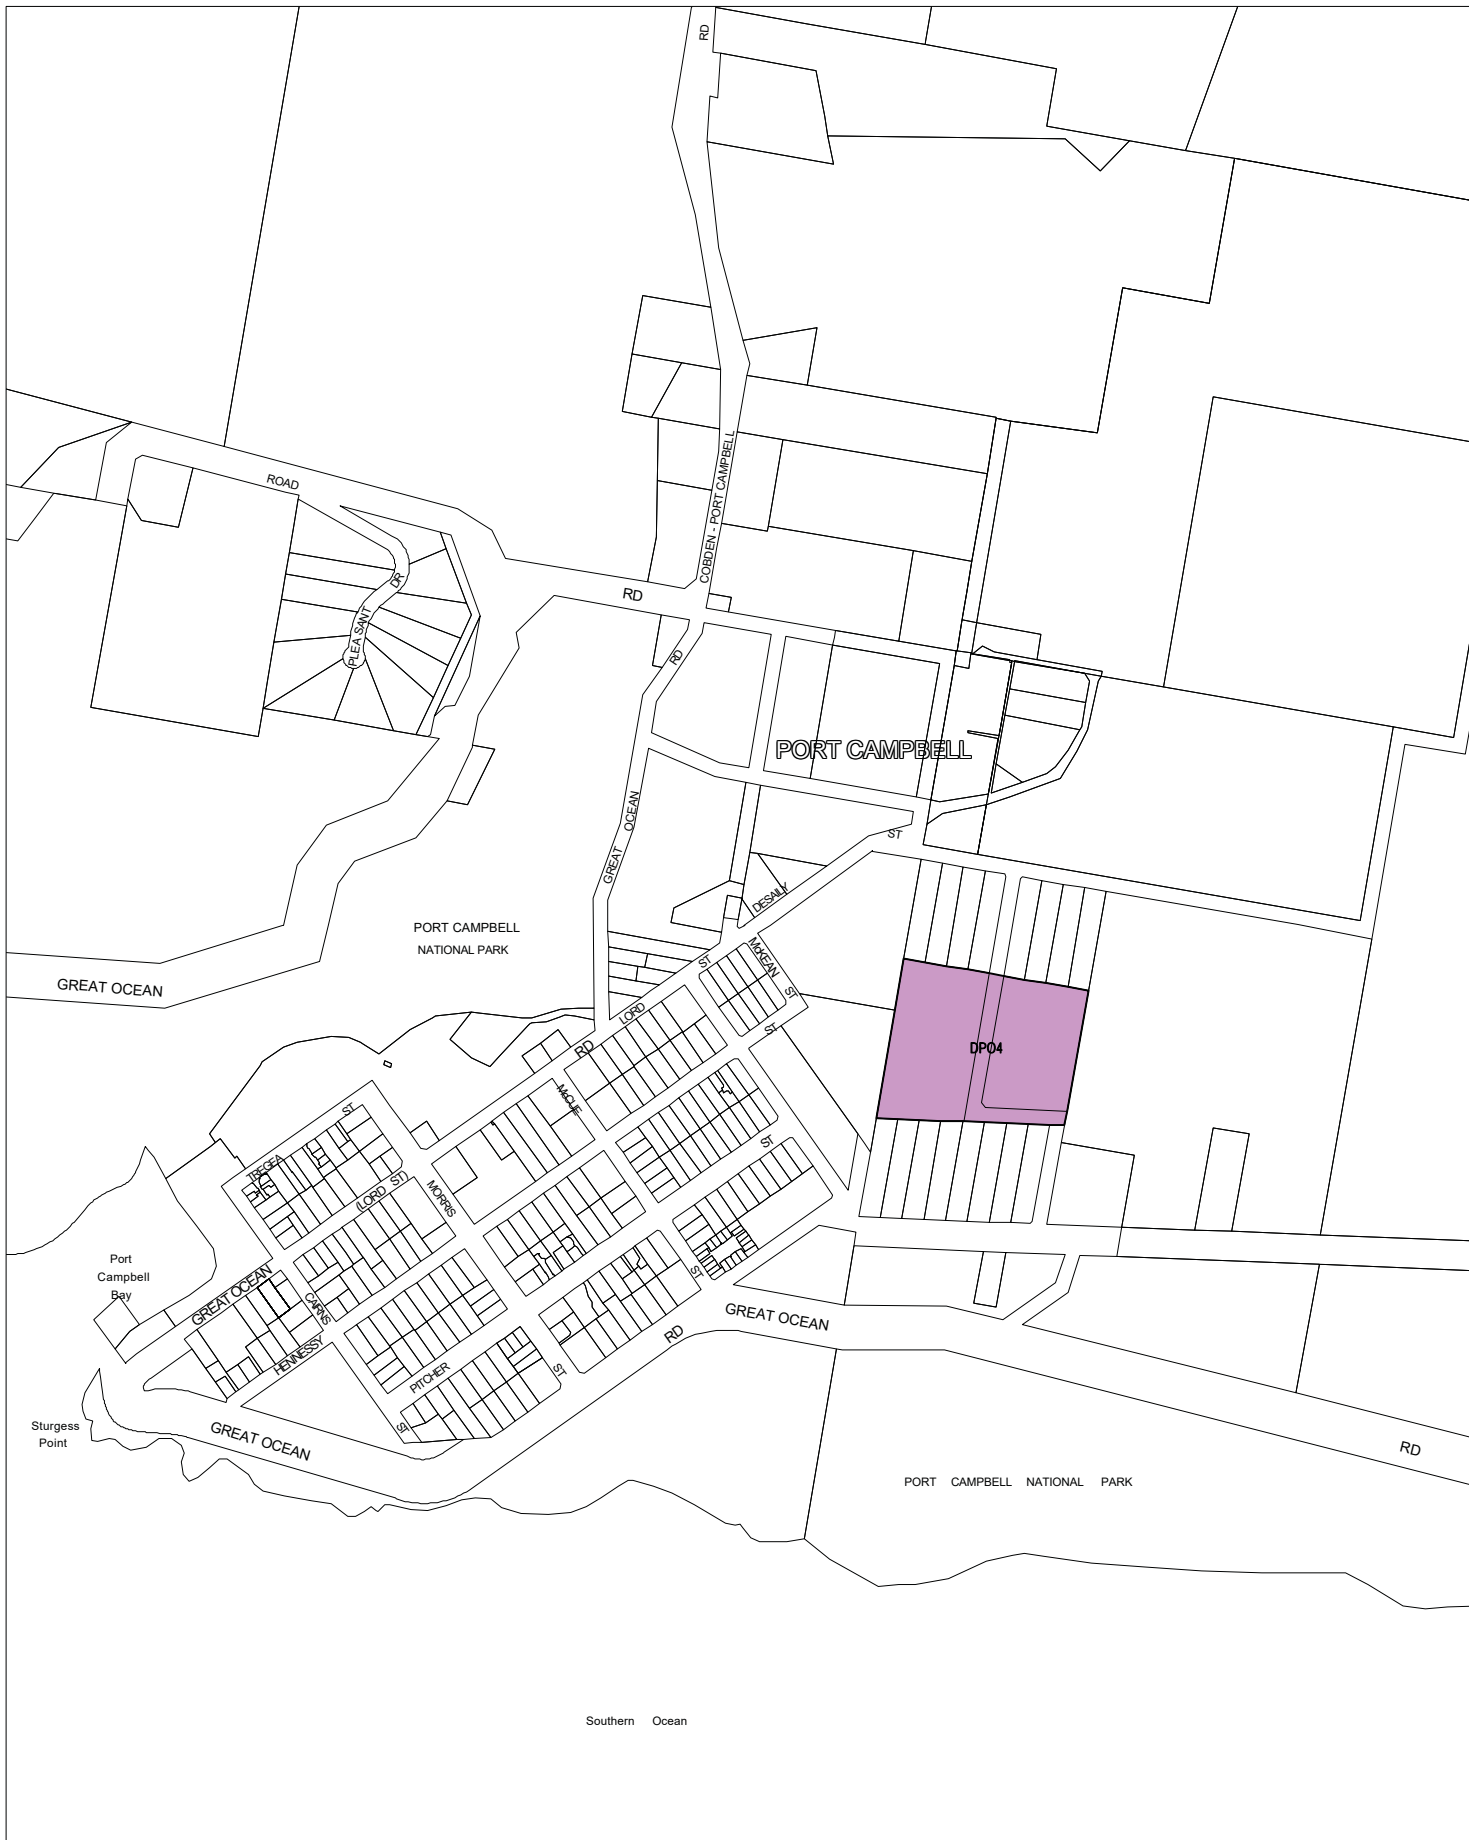 RD
ROAD
COBDEN - PORT CAMPBELL
PLEASANT DR
RD
RD
PORT CAMPBELL
GREAT OCEAN
ST
DESAILY
PORT CAMPBELL
NATIONAL PARK
McKEAN
ST
ST
GREAT OCEAN
LORD
ST
RD
DPO4
McCUE
ST
ST
TREGEA
(LORD ST)
MORRIS
Port
Campbell
Bay
GREAT OCEAN
CAIRNS
ST
GREAT OCEAN
RD
HENNESSY
PITCHER
ST
ST
Sturgess
Point
GREAT OCEAN
RD
PORT CAMPBELL NATIONAL PARK
Southern Ocean